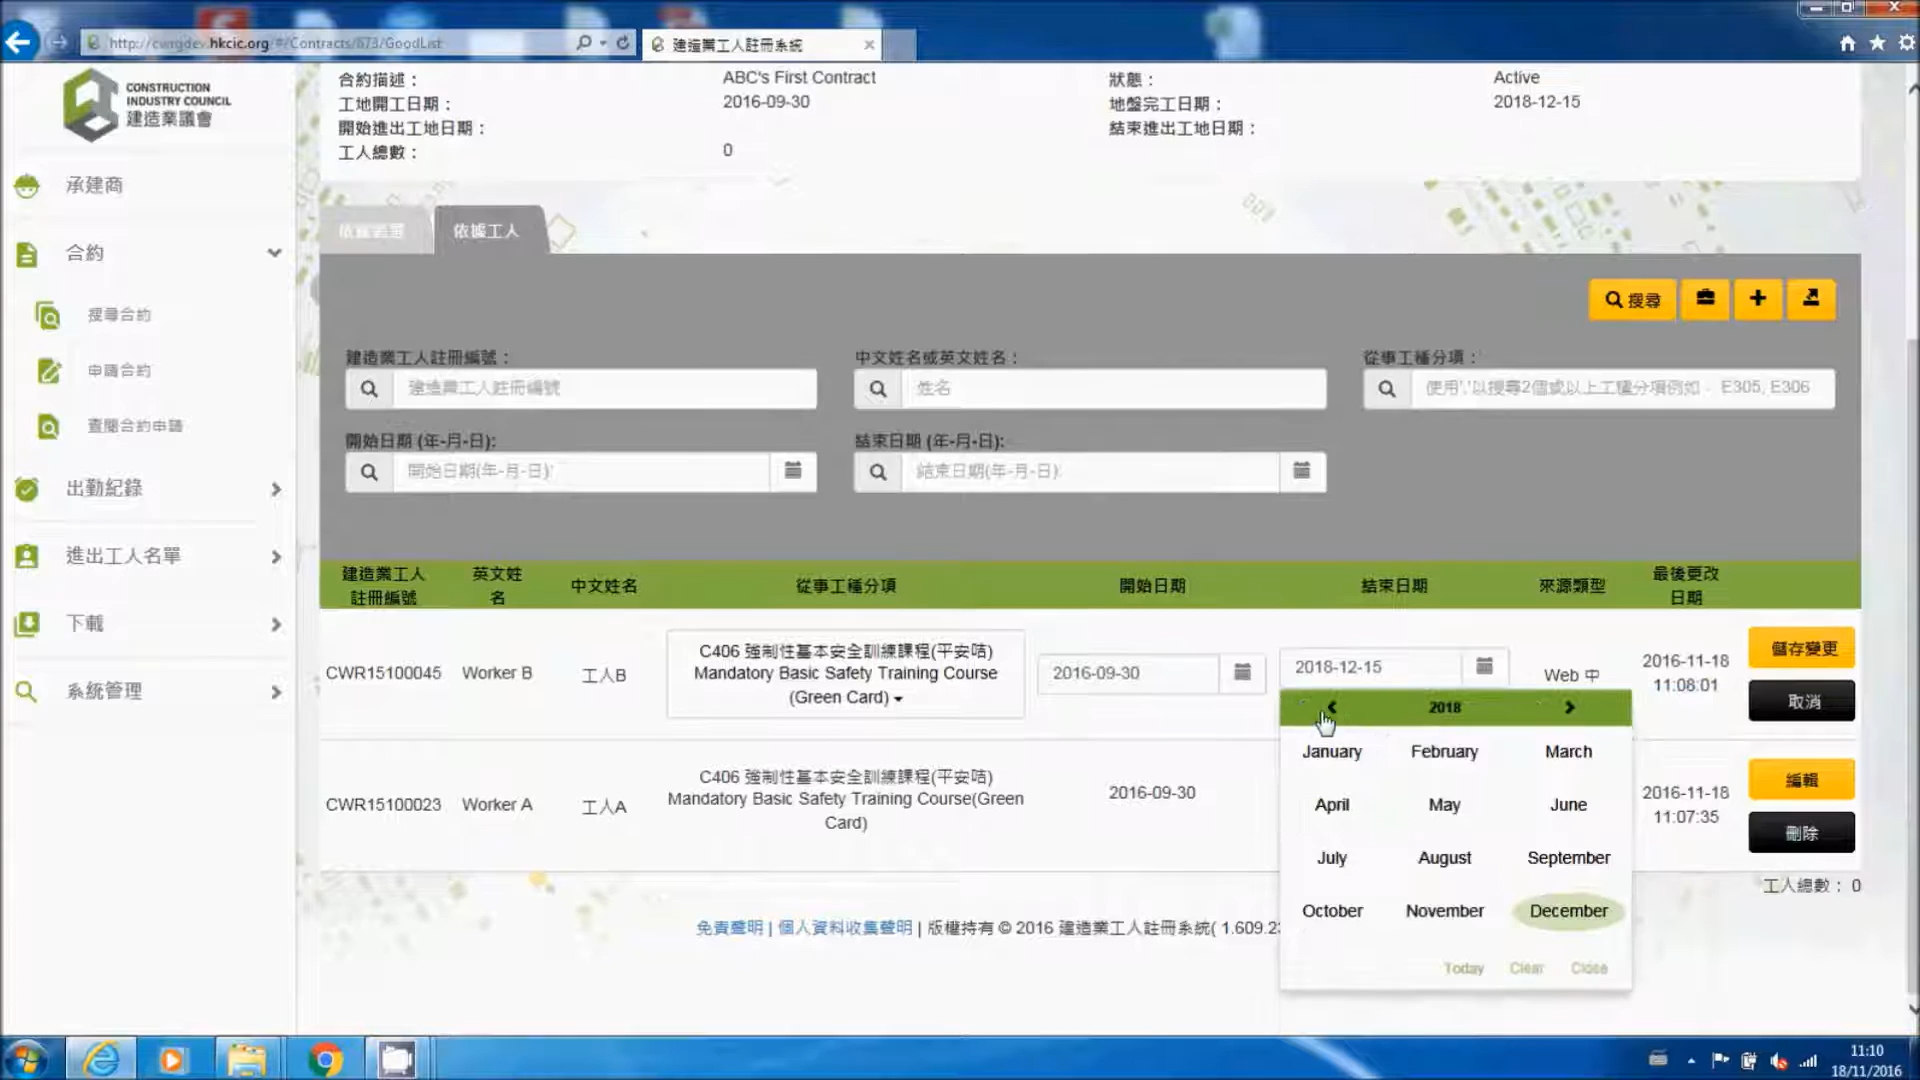 http://cwrgdev.hkcic.org/#/Contracts/673/GoodList
建造業工人註冊系統
CONSTRUCTION
INDUSTRY COUNCIL
建造業議會
合約描述：
ABC's First Contract
狀態：
Active
工地開工日期：
2016-09-30
地盤完工日期：
2018-12-15
開始進出工地日期：
結束進出工地日期：
工人總數：
0
承建商
合約
搜尋合約
申請合約
查閱合約申請
出勤紀錄
進出工人名單
下載
系統管理
依據工人
搜尋
建造業工人註冊編號：
中文姓名或英文姓名：
從事工種分項：
建造業工人註冊編號
姓名
使用','以搜尋2個或以上工種分項例如 - E305, E306
開始日期 (年-月-日):
結束日期 (年-月-日):
開始日期(年-月-日)
結束日期(年-月-日)
建造業工人註冊編號
英文姓名
中文姓名
從事工種分項
開始日期
結束日期
來源類型
最後更改日期
CWR15100045
Worker B
工人B
C406 強制性基本安全訓練課程(平安咭)
Mandatory Basic Safety Training Course
(Green Card)
2016-09-30
2018-12-15
Web 中
2016-11-18
11:08:01
儲存變更
取消
CWR15100023
Worker A
工人A
C406 強制性基本安全訓練課程(平安咭)
Mandatory Basic Safety Training Course(Green
Card)
2016-09-30
2016-11-18
11:07:35
編輯
刪除
2018
January February March
April May June
July August September
October November December
Today Clear Close
工人總數： 0
免責聲明 | 個人資料收集聲明 | 版權持有 © 2016 建造業工人註冊系統( 1.609.2
11:10
18/11/2016